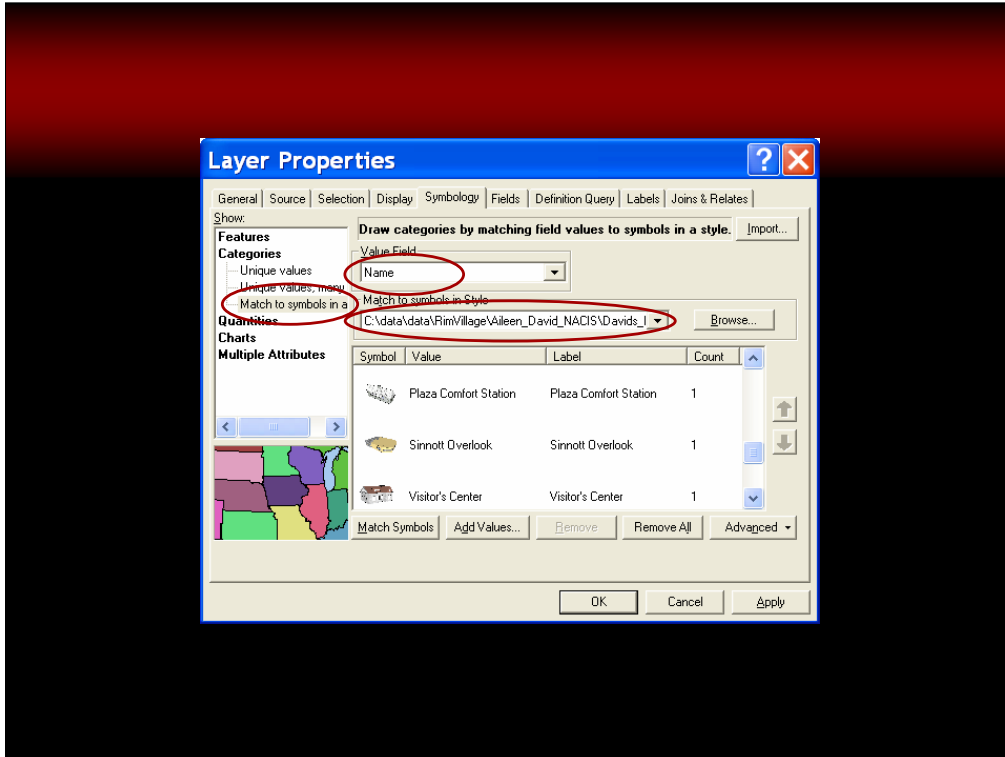 Layer Properties
General Source Selection Display Symbology Fields Definition Query Labels Joins & Relates
Show:
Features
Categories
Unique values
Unique values, many
Match to symbols in a
Quantities
Charts
Multiple Attributes
Draw categories by matching field values to symbols in a style. Import...
Value Field
Name
Match to symbols in Style
C:\data\data\RimVillage\Aileen_David_NACIS\Davids_
Browse...
Symbol Value Label Count
Plaza Comfort Station Plaza Comfort Station 1
Sinnott Overlook Sinnott Overlook 1
Visitor's Center Visitor's Center 1
Match Symbols Add Values... Remove Remove All Advanced
OK Cancel Apply